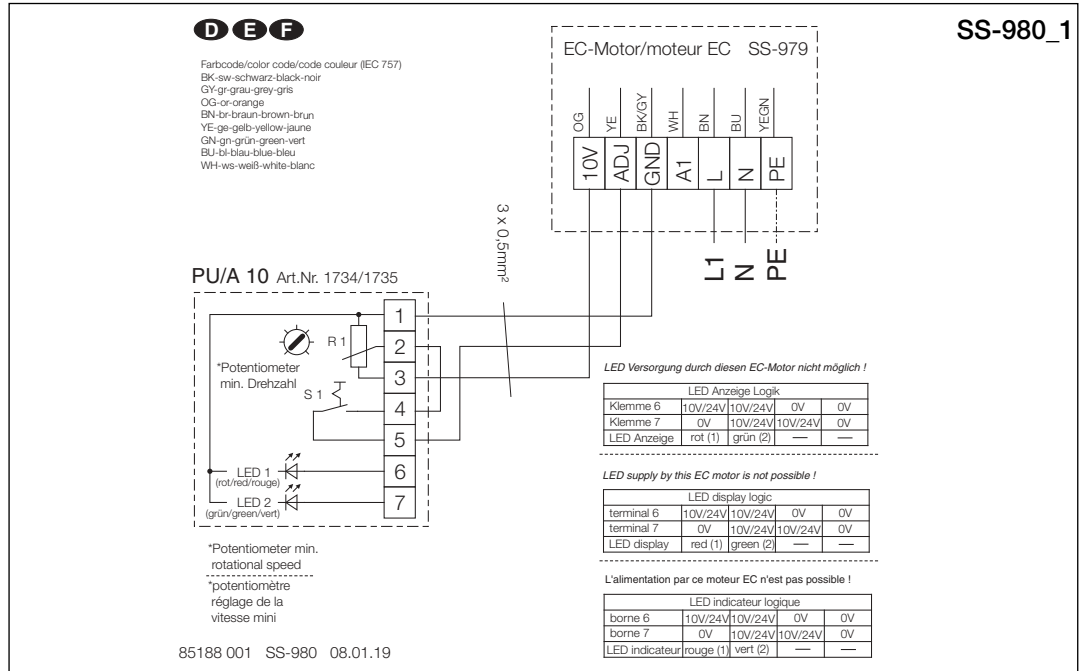 D E F
SS-980_1
Farbcode/color code/code couleur (IEC 757)
BK-sw-schwarz-black-noir
GY-gr-grau-grey-gris
OG-or-orange
BN-br-braun-brown-brun
YE-ge-gelb-yellow-jaune
GN-gn-grün-green-vert
BU-bl-blau-blue-bleu
WH-ws-weiß-white-blanc
EC-Motor/moteur EC SS-979
OG YE BK/GY WH BN BU YEGN
10V ADJ GND A1 L N PE
L1 N PE
3 x 0,5mm²
PU/A 10 Art.Nr. 1734/1735
1
R 1 2
*Potentiometer
min. Drehzahl
3
S 1 4
5
LED 1 6
(rot/red/rouge)
LED 2 7
(grün/green/vert)
*Potentiometer min.
rotational speed
*potentiomètre
réglage de la
vitesse mini
LED Versorgung durch diesen EC-Motor nicht möglich !
LED Anzeige Logik
Klemme 6 10V/24V 10V/24V 0V 0V
Klemme 7 0V 10V/24V 10V/24V 0V
LED Anzeige rot (1) grün (2) — —
LED supply by this EC motor is not possible !
LED display logic
terminal 6 10V/24V 10V/24V 0V 0V
terminal 7 0V 10V/24V 10V/24V 0V
LED display red (1) green (2) — —
L'alimentation par ce moteur EC n'est pas possible !
LED indicateur logique
borne 6 10V/24V 10V/24V 0V 0V
borne 7 0V 10V/24V 10V/24V 0V
LED indicateur rouge (1) vert (2) — —
85188 001 SS-980 08.01.19